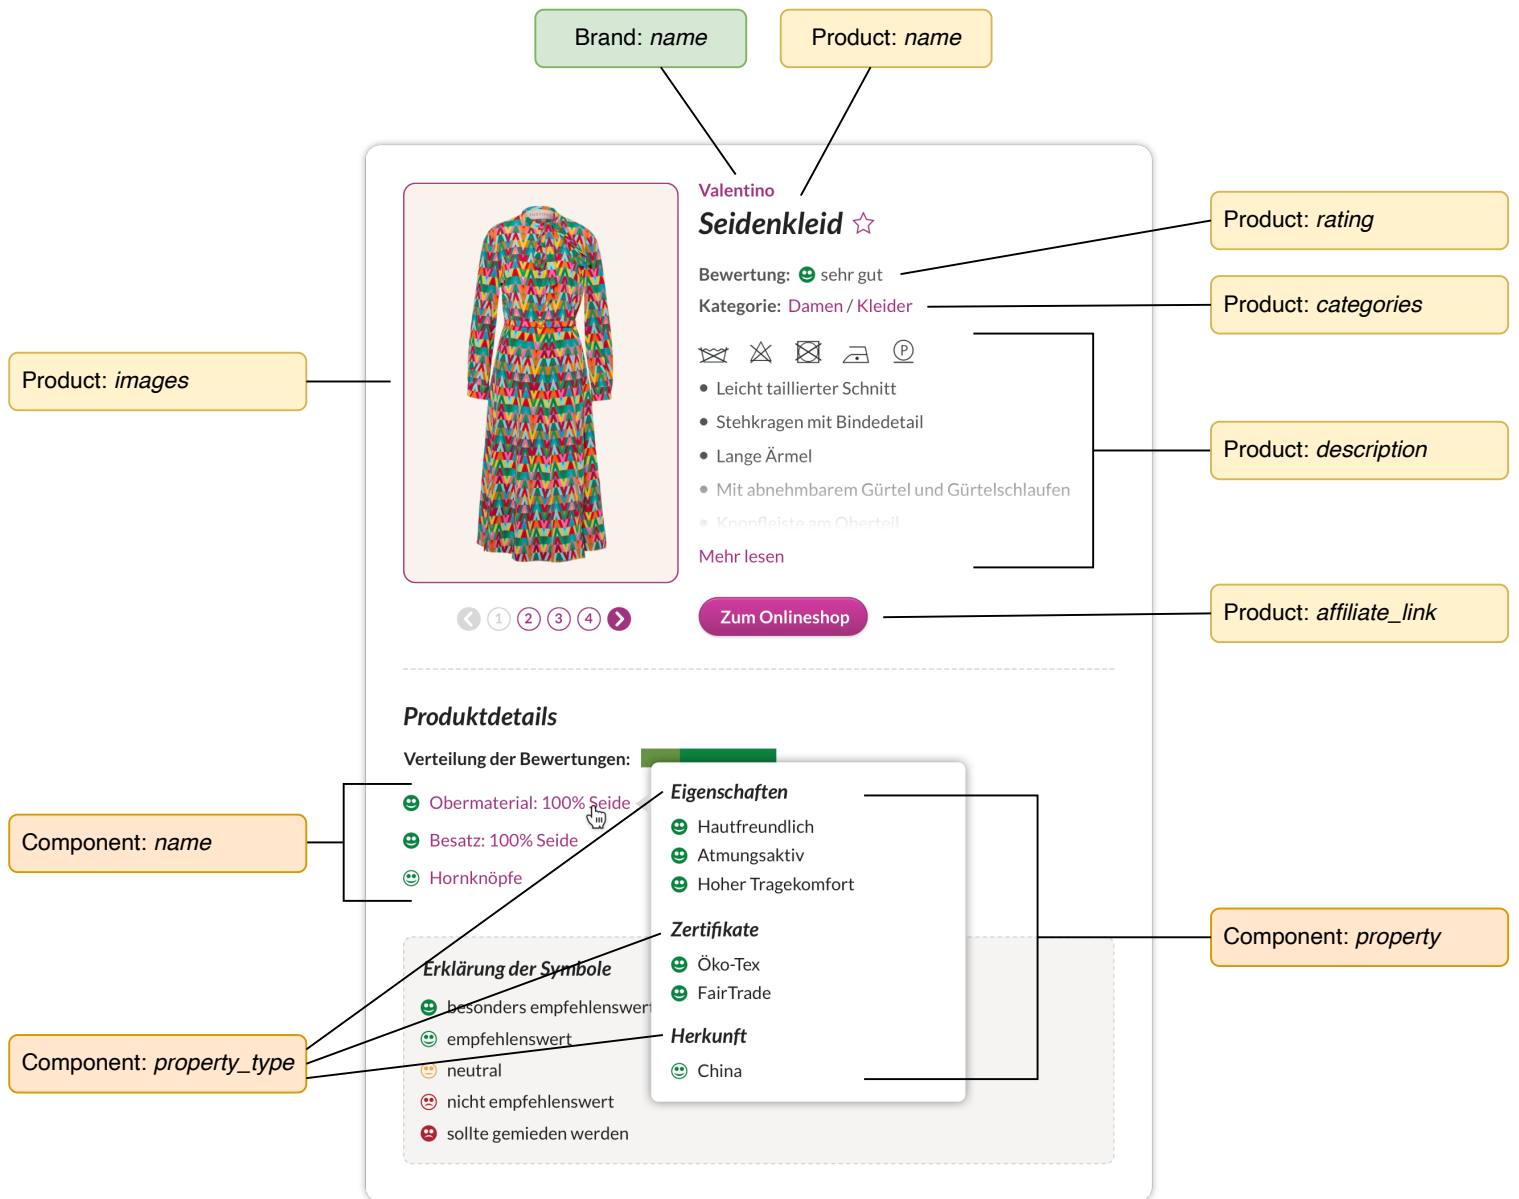 Brand: name
Product: name
Valentino
Seidenkleid
Product: rating
Bewertung: sehr gut
Kategorie: Damen / Kleider
Product: categories
Product: images
Leicht taillierter Schnitt
Stehkragen mit Bindedetail
Lange Ärmel
Mit abnehmbarem Gürtel und Gürtelschlaufen
Knopfleiste am Oberteil
Product: description
Mehr lesen
1 2 3 4
Zum Onlineshop
Product: affiliate_link
Produktdetails
Verteilung der Bewertungen:
Obermaterial: 100% Seide
Besatz: 100% Seide
Hornknöpfe
Component: name
Eigenschaften
Hautfreundlich
Atmungsaktiv
Hoher Tragekomfort
Zertifikate
Öko-Tex
FairTrade
Herkunft
China
Component: property
Erklärung der Symbole
besonders empfehlenswert
empfehlenswert
neutral
nicht empfehlenswert
sollte gemieden werden
Component: property_type
P